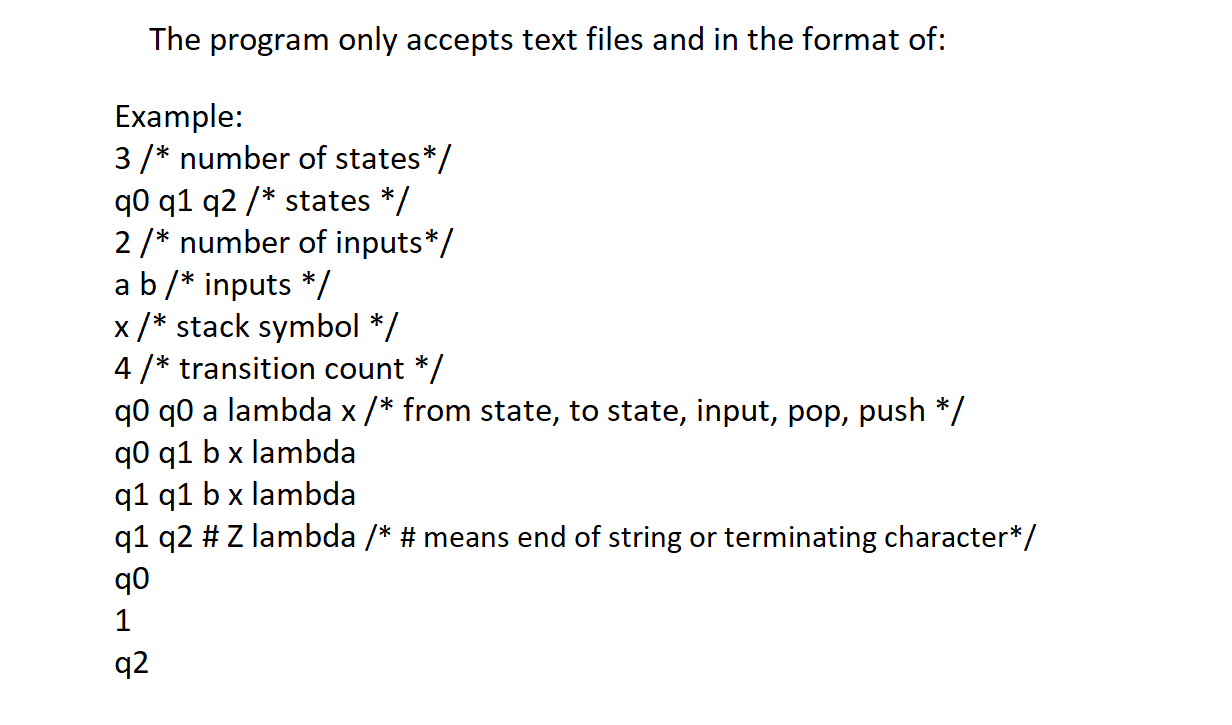 The program only accepts text files and in the format of:
Example:
3 /* number of states*/
q0 q1 q2 /* states */
2 /* number of inputs*/
a b /* inputs */
x /* stack symbol */
4 /* transition count */
q0 q0 a lambda x /* from state, to state, input, pop, push */
q0 q1 b x lambda
q1 q1 b x lambda
q1 q2 # Z lambda /* # means end of string or terminating character*/
q0
1
q2